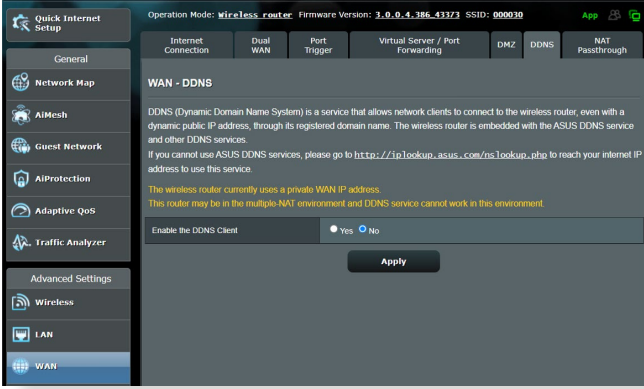 Quick Internet
Setup
Operation Mode: Wireless router Firmware Version: 3.0.0.4.386_43373 SSID: 000030
App
General
Network Map
AiMesh
Guest Network
AiProtection
Adaptive QoS
Traffic Analyzer
Advanced Settings
Wireless
LAN
WAN
Internet
Connection
Dual
WAN
Port
Trigger
Virtual Server / Port
Forwarding
DMZ
DDNS
NAT
Passthrough
WAN - DDNS
DDNS (Dynamic Domain Name System) is a service that allows network clients to connect to the wireless router, even with a
dynamic public IP address, through its registered domain name. The wireless router is embedded with the ASUS DDNS service
and other DDNS services.
If you cannot use ASUS DDNS services, please go to http://iplookup.asus.com/nslookup.php to reach your internet IP
address to use this service.
The wireless router currently uses a private WAN IP address.
This router may be in the multiple-NAT environment and DDNS service cannot work in this environment.
Enable the DDNS Client
Yes No
Apply